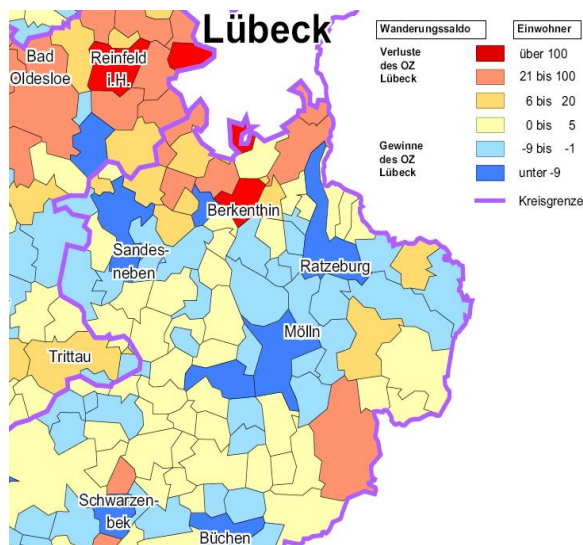 Lübeck
Bad
Oldesloe
Reinfeld
i.H.
Berkenthin
Sandes-
neben
Ratzeburg
Mölln
Trittau
Schwarzen-
bek
Büchen
Wanderungssaldo Einwohner
Verluste
des OZ
Lübeck
über 100
21 bis 100
6 bis 20
0 bis 5
Gewinne
des OZ
Lübeck
-9 bis -1
unter -9
Kreisgrenze